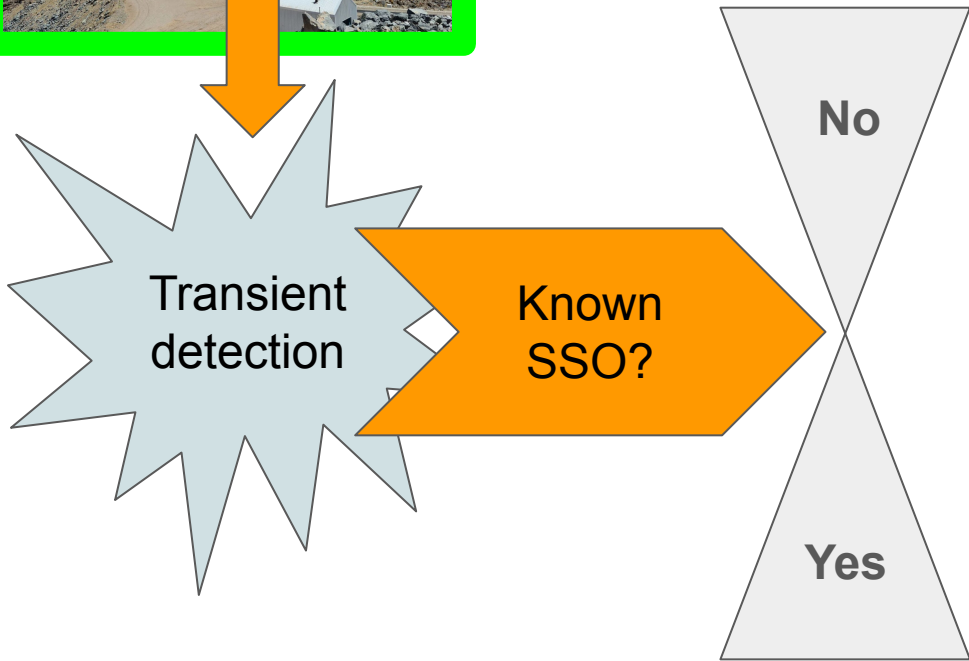 No
Transient
detection
Known
SSO?
Yes